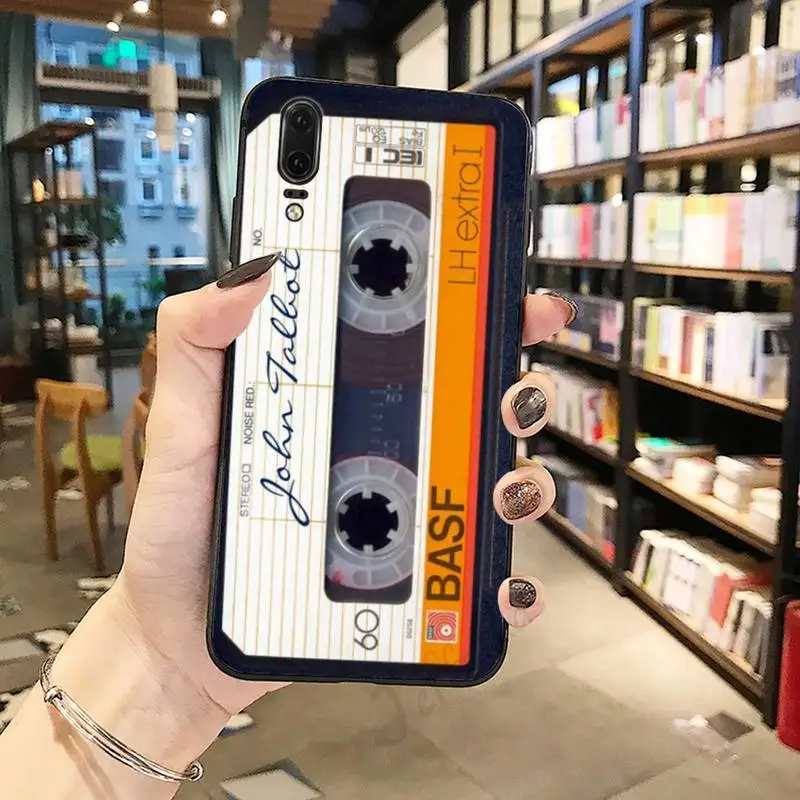 NO.
John Talbot
STEREO NOISE RED.:
IEC I
LH extra I
BASF
60